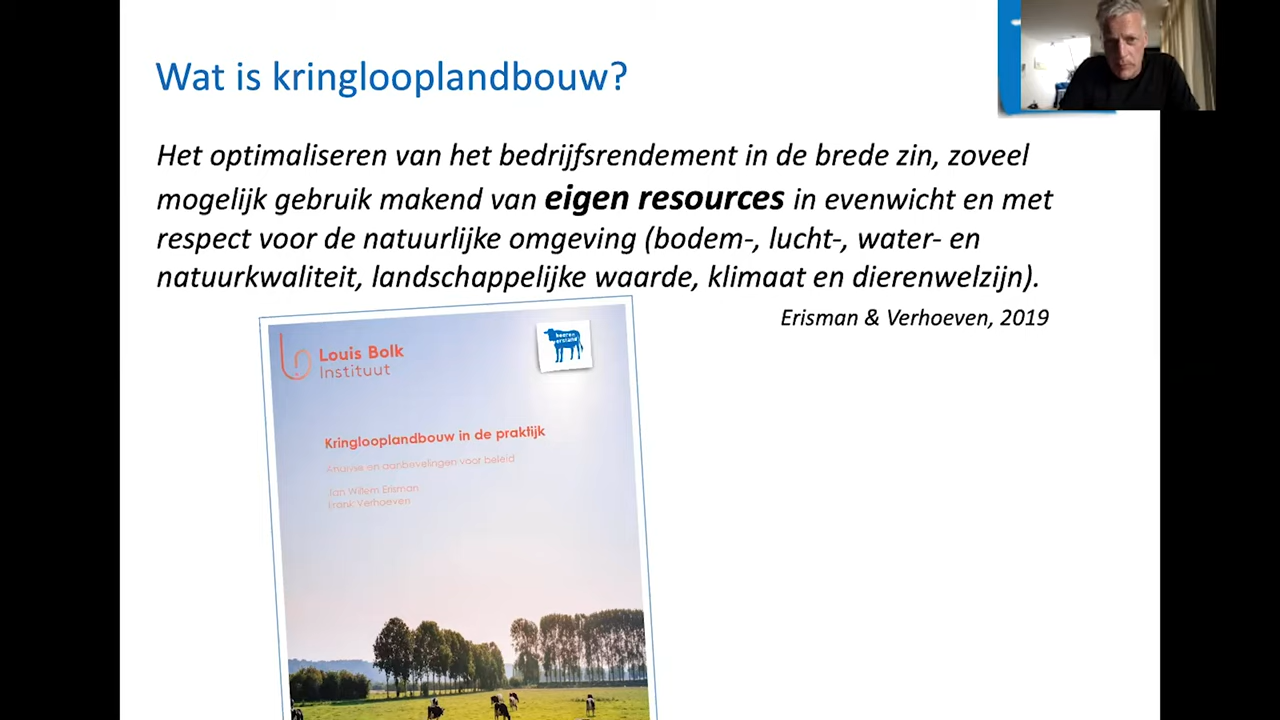 Wat is kringlooplandbouw?
Het optimaliseren van het bedrijfsrendement in de brede zin, zoveel
mogelijk gebruik makend van eigen resources in evenwicht en met
respect voor de natuurlijke omgeving (bodem-, lucht-, water- en
natuurkwaliteit, landschappelijke waarde, klimaat en dierenwelzijn).
Erisman & Verhoeven, 2019
Louis Bolk
Instituut
Kringlooplandbouw in de praktijk
Analyse en aanbevelingen voor beleid
Jan Willem Erisman
Frank Verhoeven